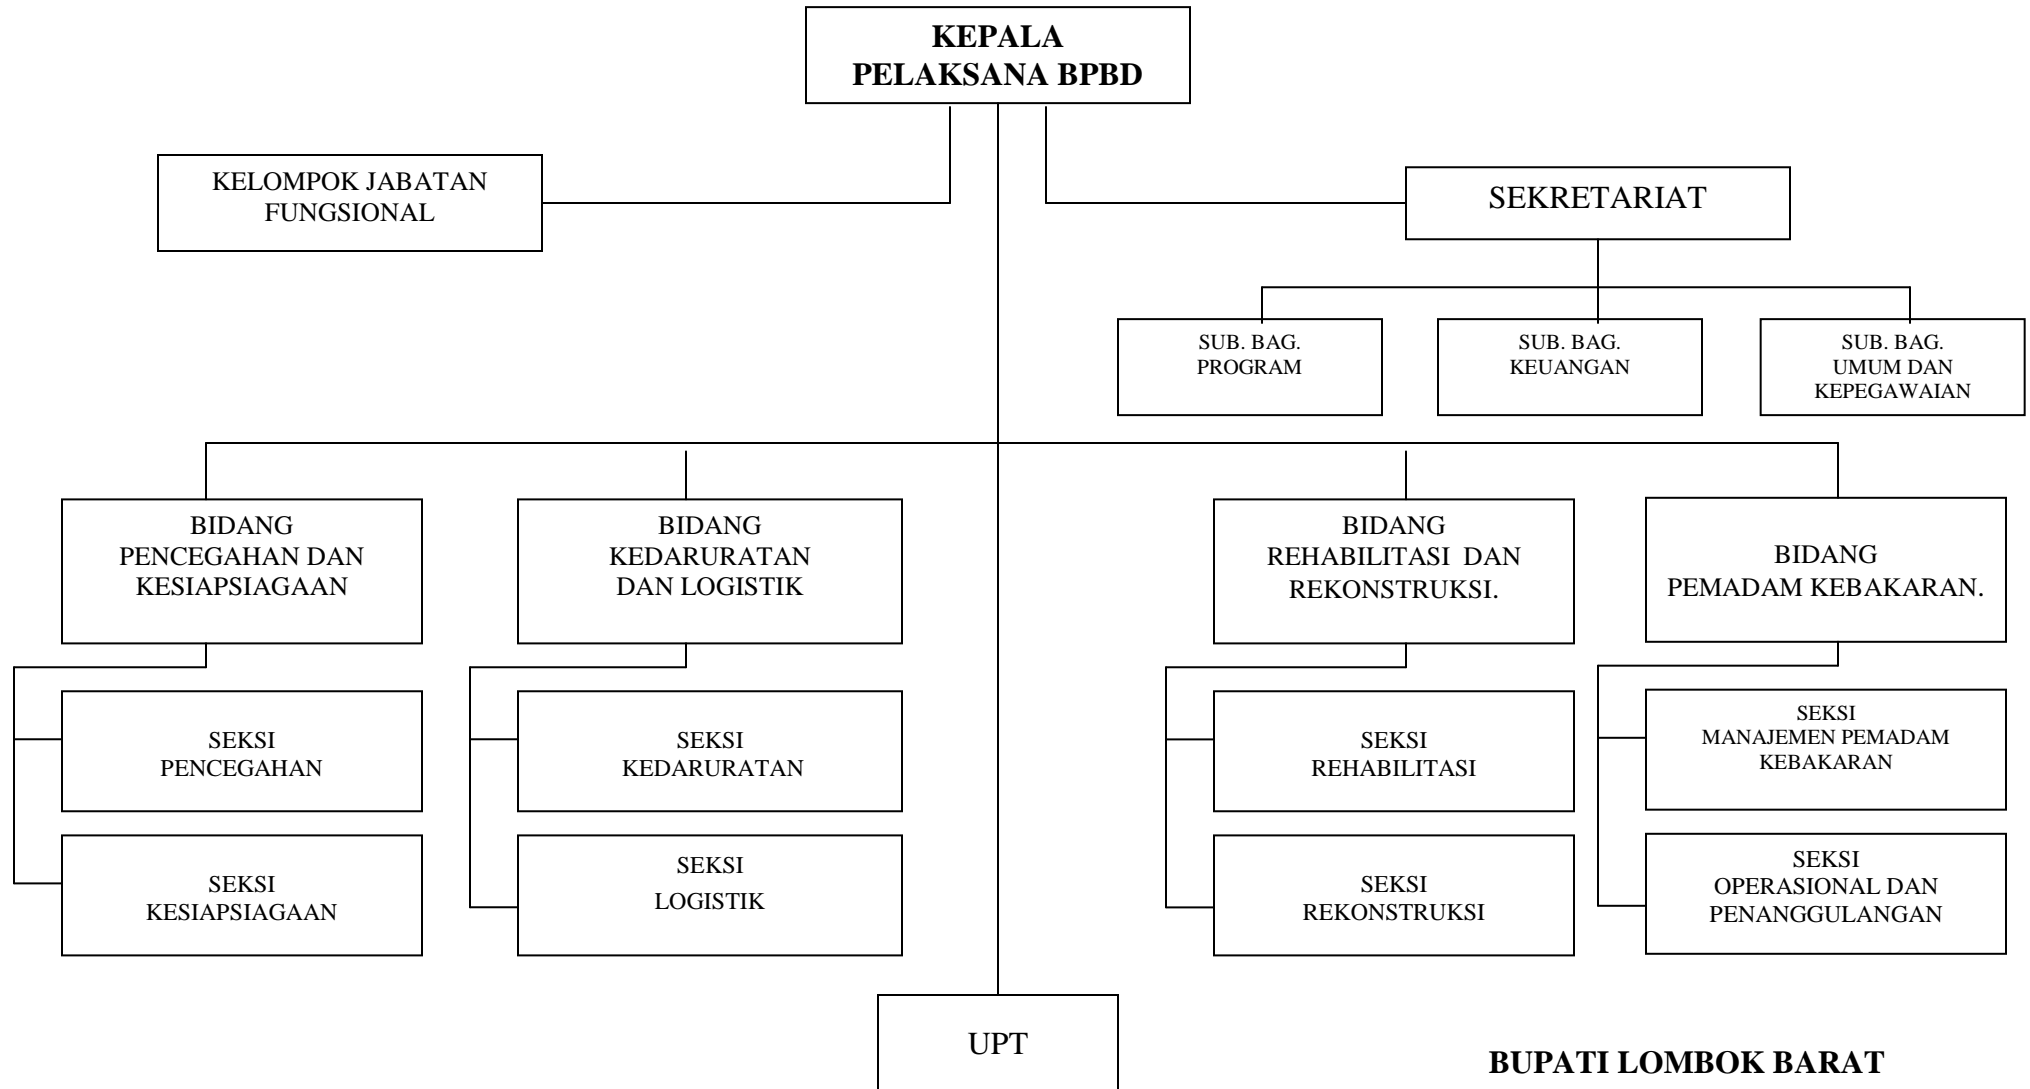 KEPALA
PELAKSANA BPBD
KELOMPOK JABATAN
FUNGSIONAL
SEKRETARIAT
SUB. BAG.
PROGRAM
SUB. BAG.
KEUANGAN
SUB. BAG.
UMUM DAN
KEPEGAWAIAN
BIDANG
PENCEGAHAN DAN
KESIAPSIAGAAN
BIDANG
KEDARURATAN
DAN LOGISTIK
BIDANG
REHABILITASI DAN
REKONSTRUKSI.
BIDANG
PEMADAM KEBAKARAN.
SEKSI
PENCEGAHAN
SEKSI
KEDARURATAN
SEKSI
REHABILITASI
SEKSI
MANAJEMEN PEMADAM
KEBAKARAN
SEKSI
KESIAPSIAGAAN
SEKSI
LOGISTIK
SEKSI
REKONSTRUKSI
SEKSI
OPERASIONAL DAN
PENANGGULANGAN
UPT
BUPATI LOMBOK BARAT